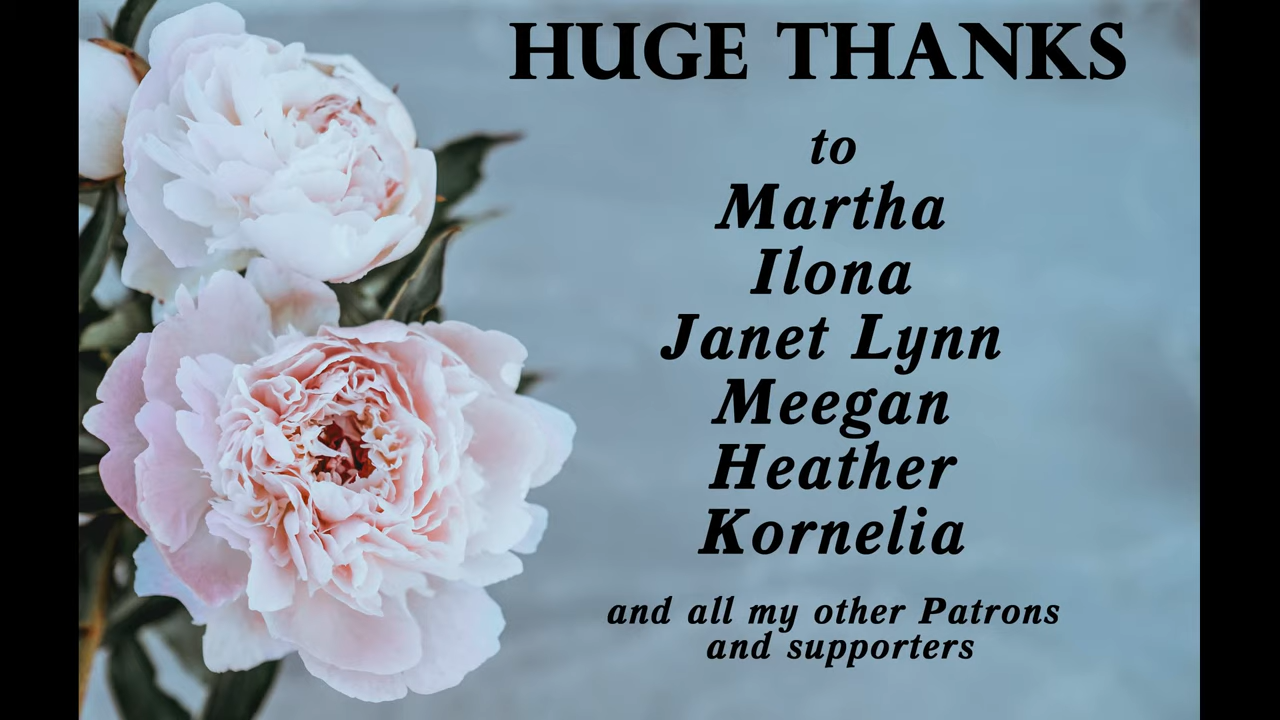 HUGE THANKS
to
Martha
Ilona
Janet Lynn
Meegan
Heather
Kornelia
and all my other Patrons
and supporters